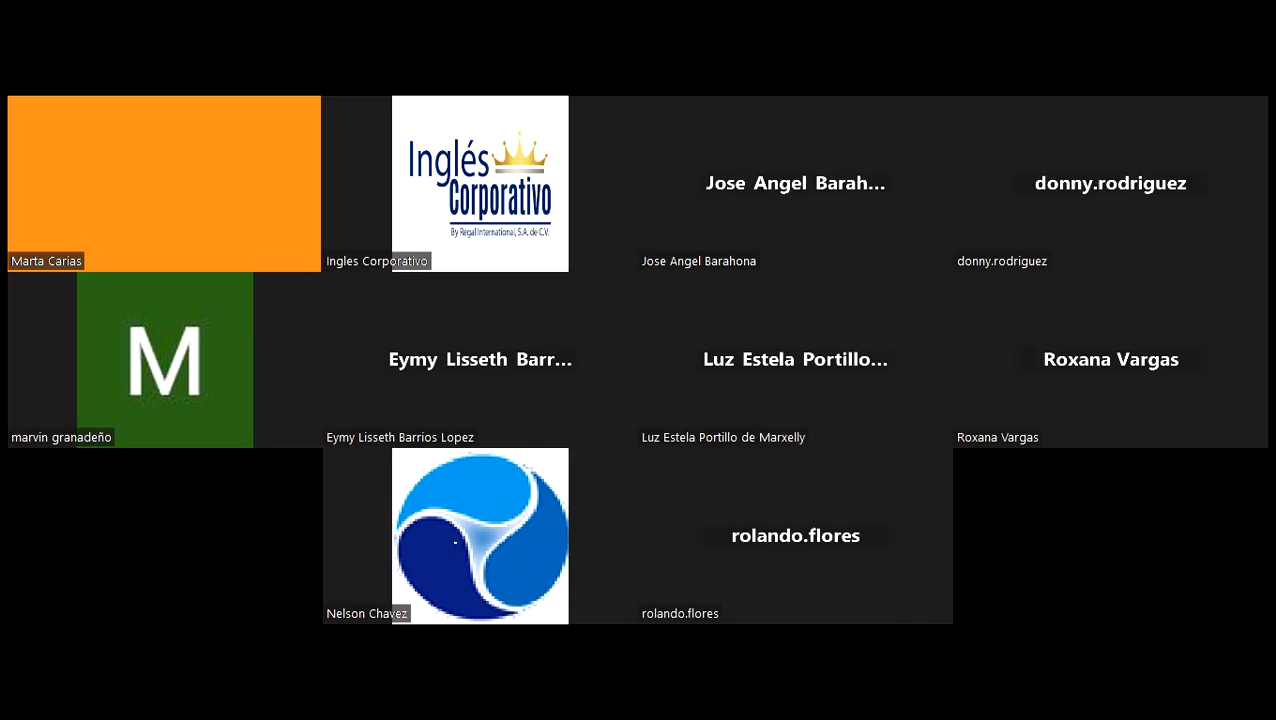 Inglés
Corporativo
By Regal International, S.A. de C.V.
Jose Angel Barah...
donny.rodriguez
Marta Carias
Ingles Corporativo
Jose Angel Barahona
donny.rodriguez
M
Eymy Lisseth Barr...
Luz Estela Portillo...
Roxana Vargas
marvin granadeño
Eymy Lisseth Barrios Lopez
Luz Estela Portillo de Marxelly
Roxana Vargas
rolando.flores
Nelson Chavez
rolando.flores